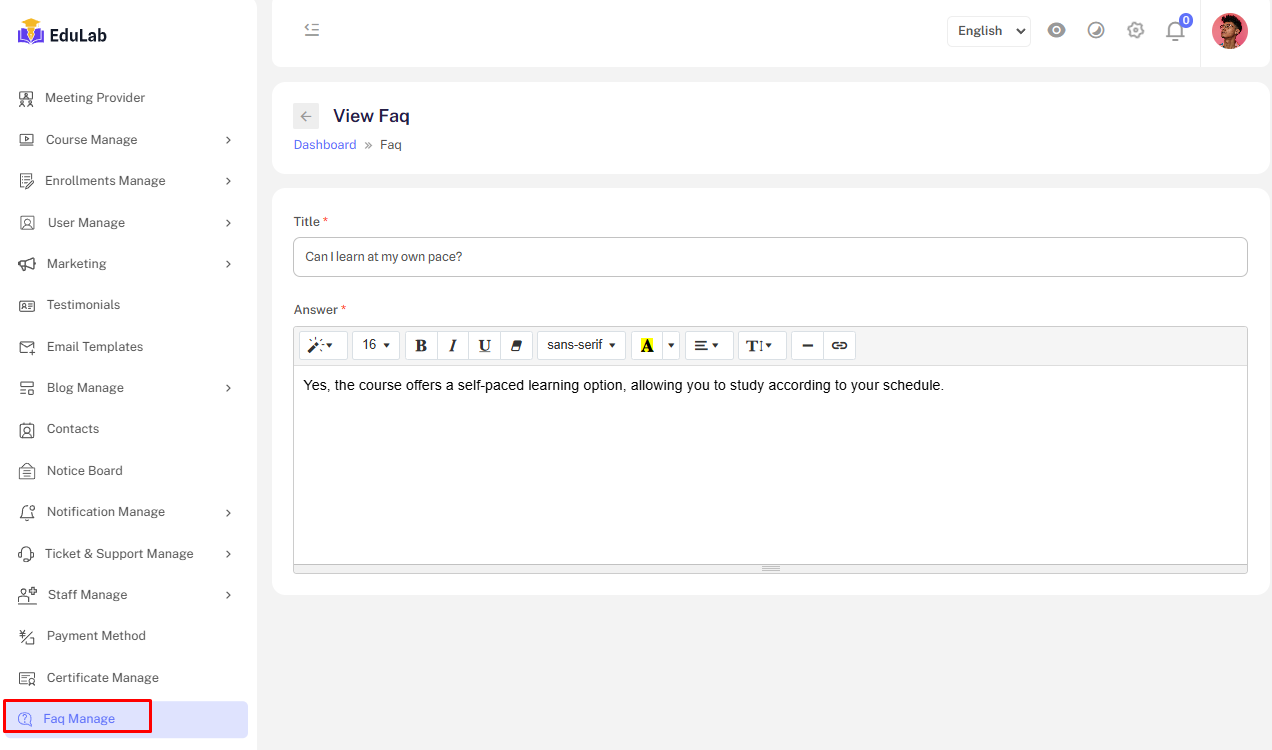 EduLab
Meeting Provider
Course Manage
Enrollments Manage
User Manage
Marketing
Testimonials
Email Templates
Blog Manage
Contacts
Notice Board
Notification Manage
Ticket & Support Manage
Staff Manage
Payment Method
Certificate Manage
Faq Manage
English
0
View Faq
Dashboard » Faq
Title *
Can I learn at my own pace?
Answer *
16 B I U sans-serif A T
Yes, the course offers a self-paced learning option, allowing you to study according to your schedule.